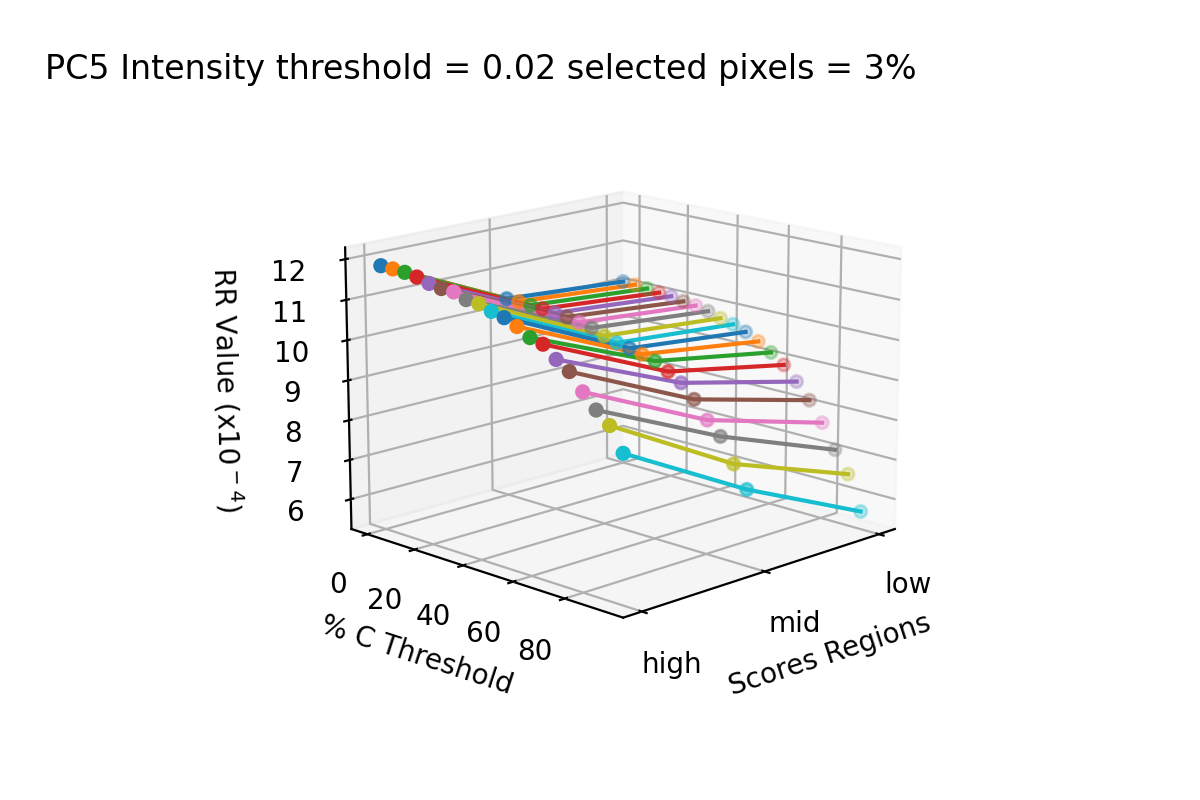 PC5 Intensity threshold = 0.02 selected pixels = 3%
RR Value (x10⁻⁴)
12
11
10
9
8
7
6
0
20
40
60
80
% C Threshold
high
mid
low
Scores Regions